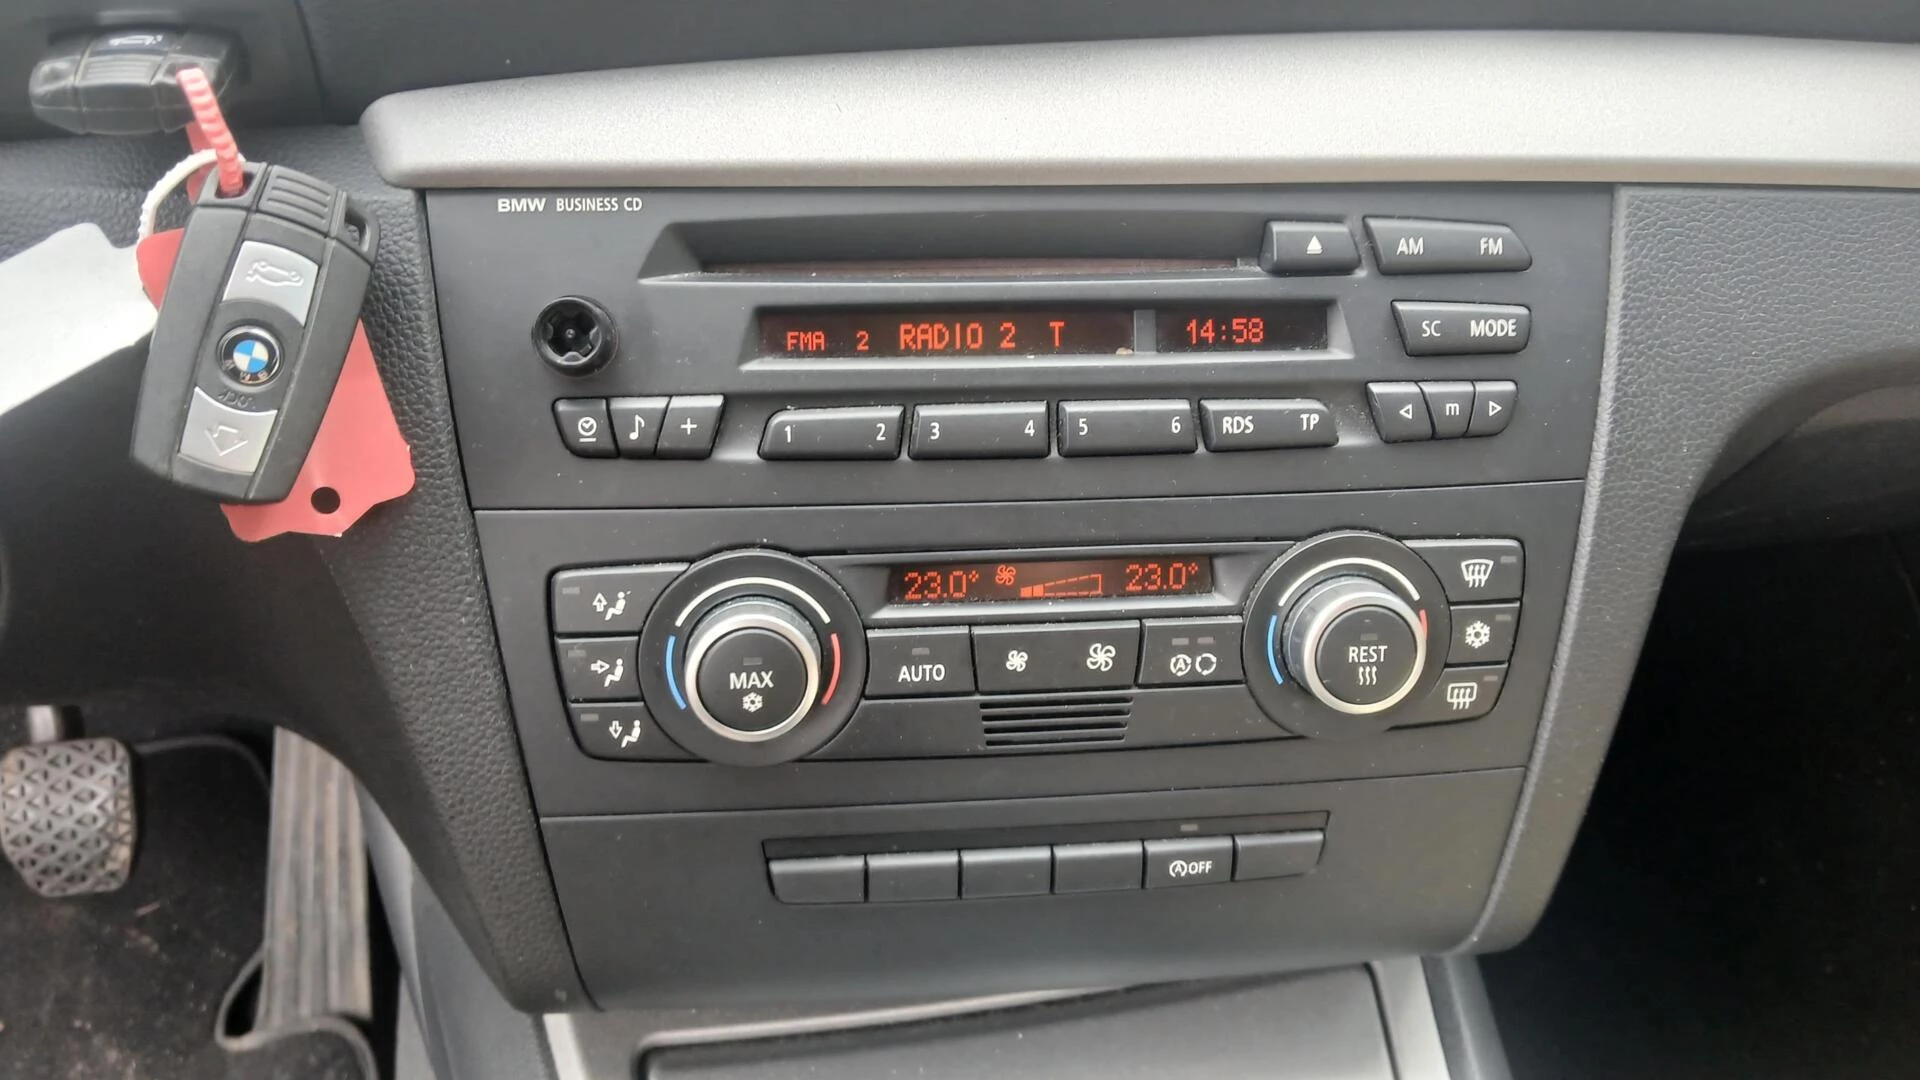 BMW BUSINESS CD
AM FM
FMA 2 RADIO 2 T 14:58
SC MODE
m
1 2 3 4 5 6 RDS TP
23.0° 23.0°
MAX
AUTO
A
REST
A OFF